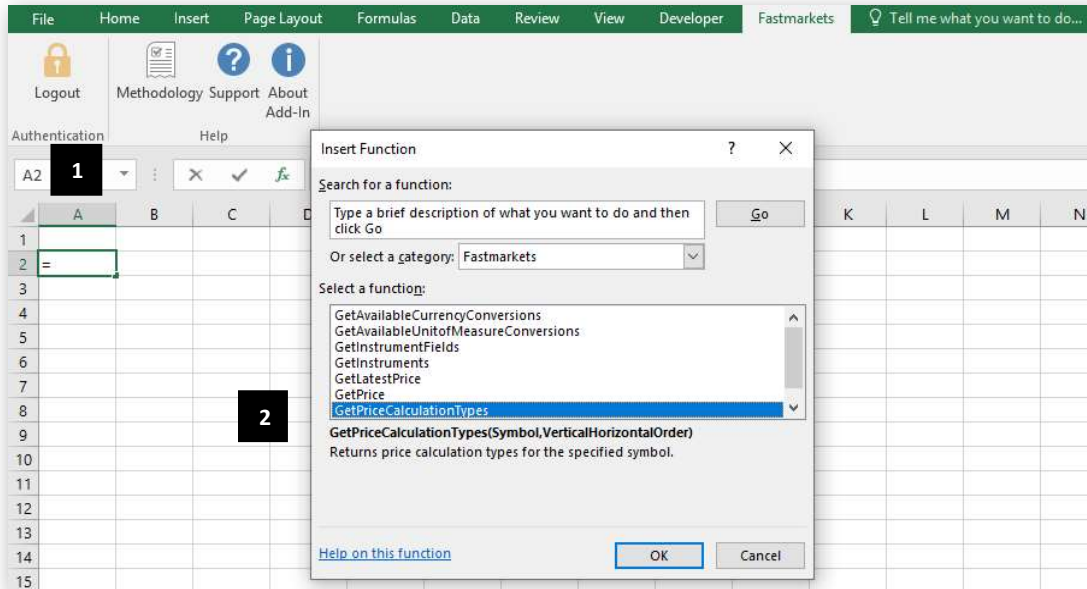 File Home Insert Page Layout Formulas Data Review View Developer Fastmarkets Tell me what you want to do...
Logout Methodology Support About
Add-In
Authentication Help
A2 1 fx
Insert Function ? X
Search for a function:
Type a brief description of what you want to do and then
click Go
Go
Or select a category: Fastmarkets
Select a function:
GetAvailableCurrencyConversions
GetAvailableUnitofMeasureConversions
GetInstrumentFields
GetInstruments
GetLatestPrice
GetPrice
GetPriceCalculationTypes
GetPriceCalculationTypes(Symbol,VerticalHorizontalOrder)
Returns price calculation types for the specified symbol.
Help on this function OK Cancel
A B C D K L M N
1
2 =
3
4
5
6
7
8
2
9
10
11
12
13
14
15